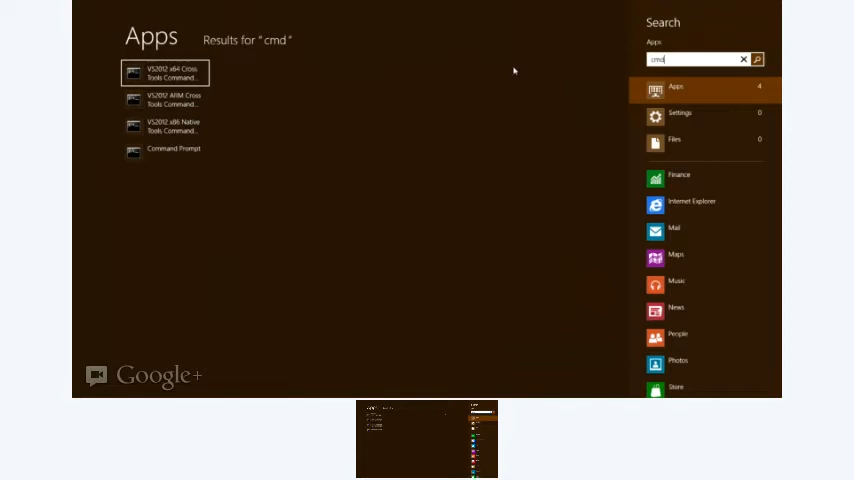 Apps Results for "cmd"
VS2012 x64 Cross
Tools Command...
VS2012 ARM Cross
Tools Command...
VS2012 x86 Native
Tools Command...
Command Prompt
Search
Apps
cmd
Apps 4
Settings 0
Files 0
Finance
Internet Explorer
Mail
Maps
Music
News
People
Photos
Store
Google+